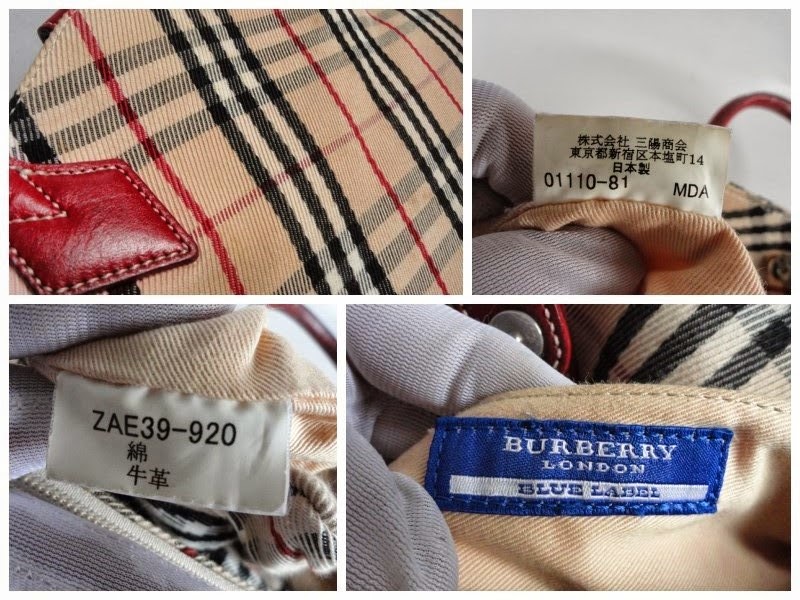 株式会社 三陽商会
東京都新宿区本塩町14
日本製
01110-81 MDA
ZAE39-920
綿
牛革
BURBERRY
LONDON
BLUE LABEL